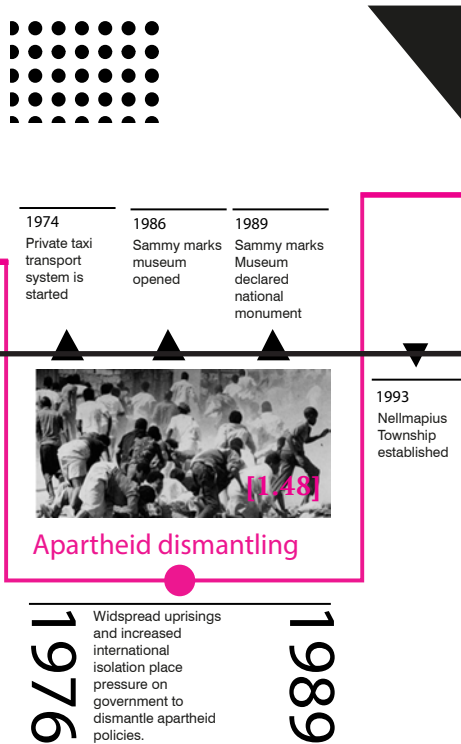 1974
Private taxi
transport
system is
started
1986
Sammy marks
museum
opened
1989
Sammy marks
Museum
declared
national
monument
1993
Nellmapius
Township
established
[1.48]
Apartheid dismantling
1976
Widspread uprisings
and increased
international
isolation place
pressure on
government to
dismantle apartheid
policies.
1989